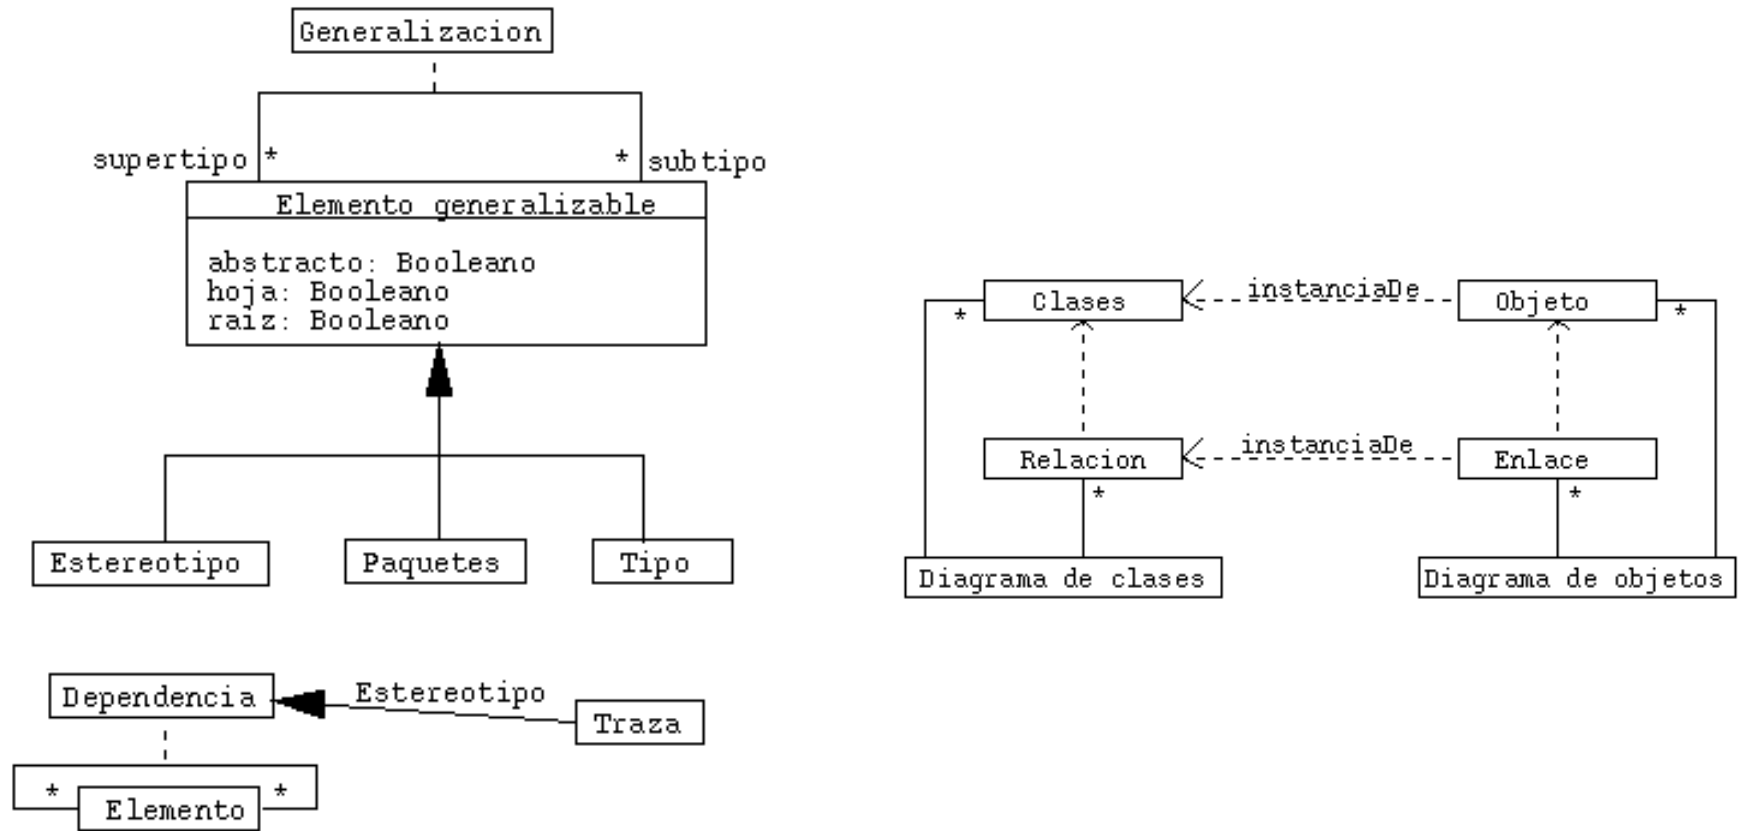 Generalizacion
supertipo
*
*
subtipo
Elemento generalizable
abstracto: Booleano
hoja: Booleano
raiz: Booleano
Estereotipo
Paquetes
Tipo
Dependencia
Estereotipo
Traza
*
*
Elemento
Clases
instanciaDe
Objeto
*
*
Relacion
instanciaDe
Enlace
*
*
Diagrama de clases
Diagrama de objetos